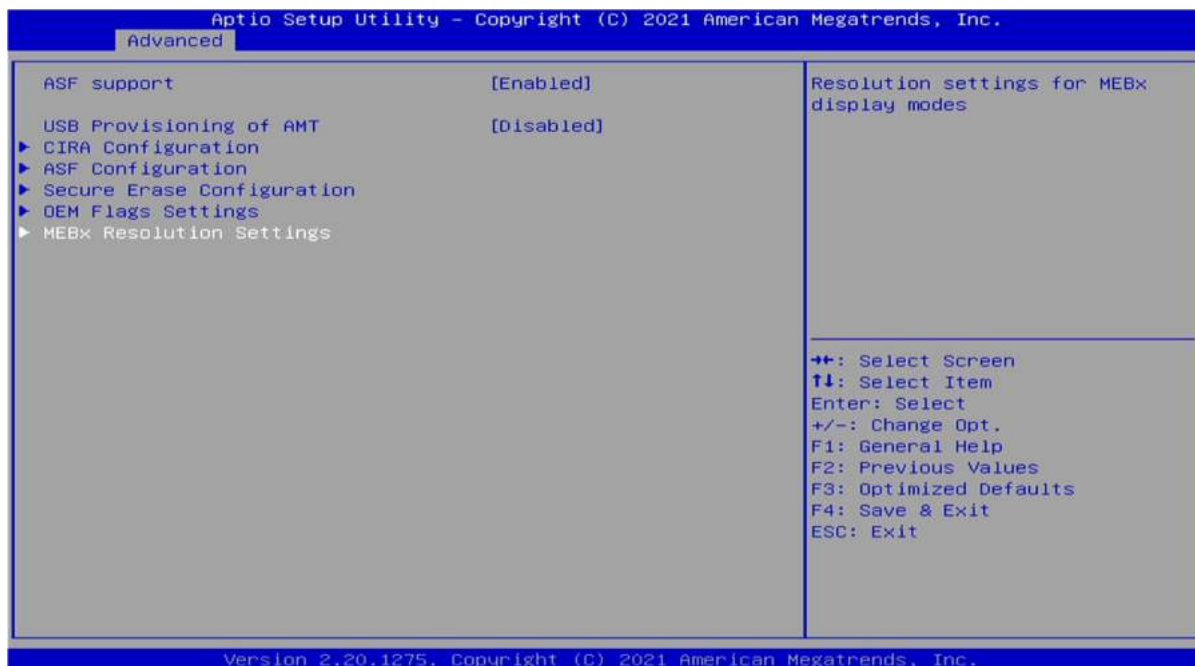 Aptio Setup Utility – Copyright (C) 2021 American Megatrends, Inc.
Advanced
ASF support [Enabled]
USB Provisioning of AMT [Disabled]
► CIRA Configuration
► ASF Configuration
► Secure Erase Configuration
► OEM Flags Settings
► MEBx Resolution Settings
Resolution settings for MEBx
display modes
→←: Select Screen
↑↓: Select Item
Enter: Select
+/-: Change Opt.
F1: General Help
F2: Previous Values
F3: Optimized Defaults
F4: Save & Exit
ESC: Exit
Version 2.20.1275. Copyright (C) 2021 American Megatrends, Inc.